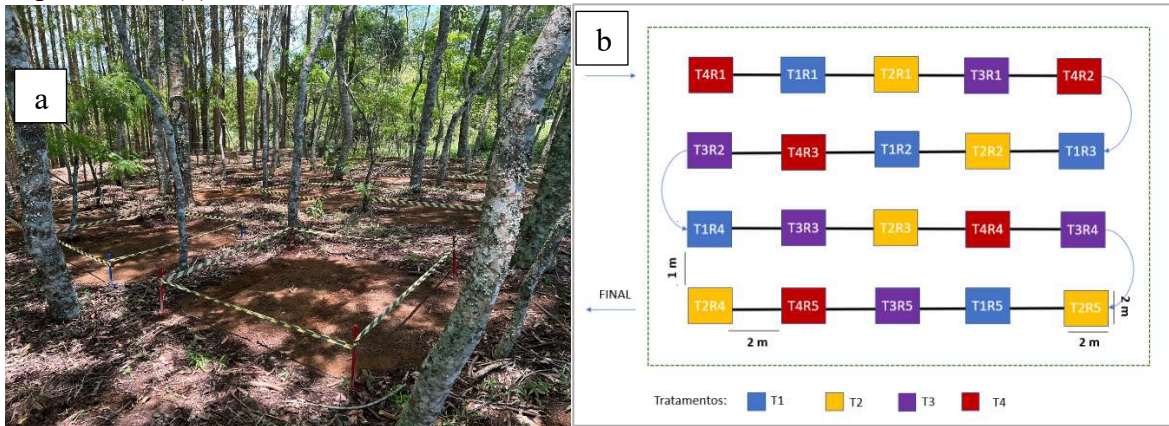 a
b
T4R1 T1R1 T2R1 T3R1 T4R2
T3R2 T4R3 T1R2 T2R2 T1R3
T1R4 T3R3 T2R3 T4R4 T3R4
1 m
FINAL
T2R4 T4R5 T3R5 T1R5 T2R5
2 m
2 m
2 m
Tratamentos: T1 T2 T3 T4